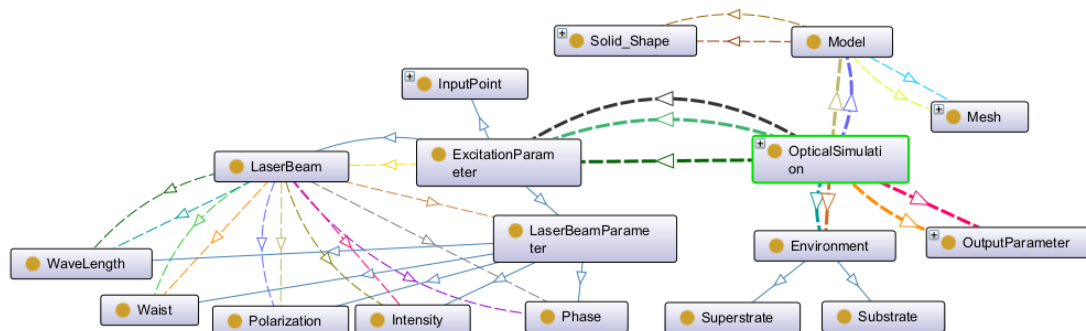 Solid_Shape
Model
InputPoint
Mesh
LaserBeam
ExcitationParam
eter
OpticalSimulati
on
LaserBeamParame
ter
WaveLength
Environment
OutputParameter
Waist
Polarization
Intensity
Phase
Superstrate
Substrate